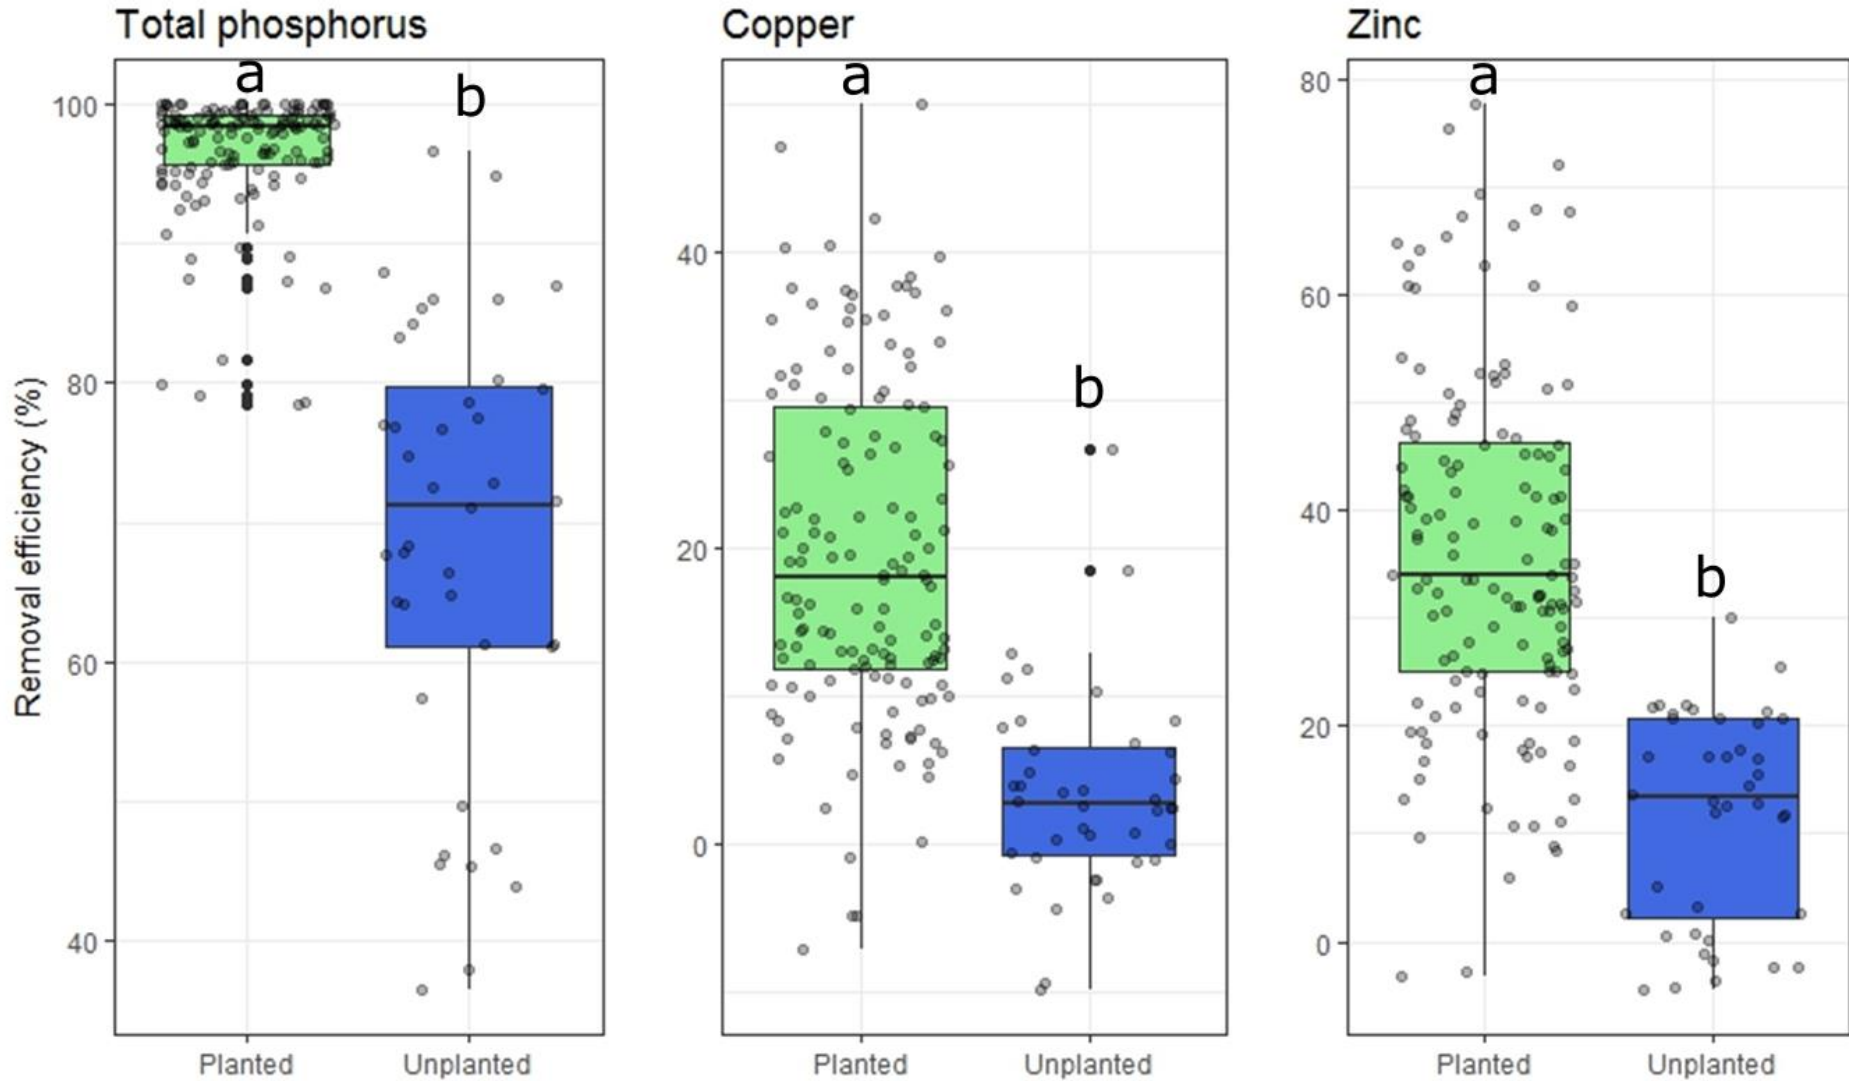 Total phosphorus
Copper
Zinc
Removal efficiency (%)
100
80
60
40
a
b
Planted
Unplanted
40
20
0
a
b
Planted
Unplanted
80
60
40
20
0
a
b
Planted
Unplanted